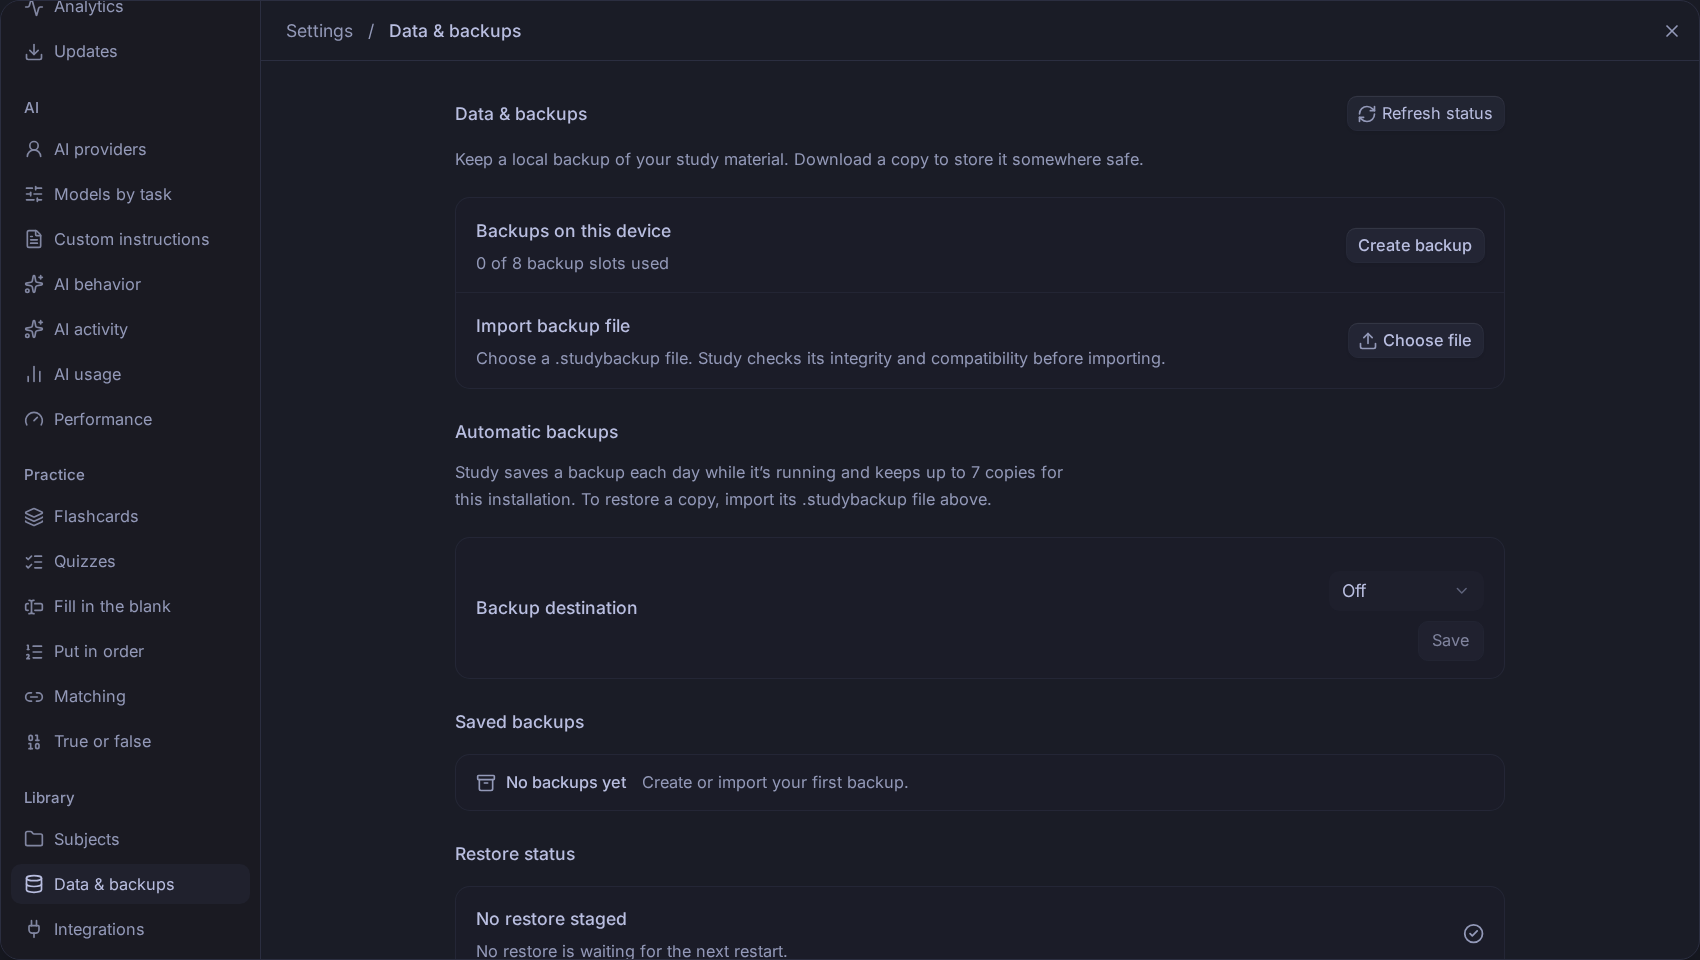 Analytics
Updates
AI
AI providers
Models by task
Custom instructions
AI behavior
AI activity
AI usage
Performance
Practice
Flashcards
Quizzes
Fill in the blank
Put in order
Matching
True or false
Library
Subjects
Data & backups
Integrations
Settings / Data & backups
Data & backups
Refresh status
Keep a local backup of your study material. Download a copy to store it somewhere safe.
Backups on this device
0 of 8 backup slots used
Create backup
Import backup file
Choose a .studybackup file. Study checks its integrity and compatibility before importing.
Choose file
Automatic backups
Study saves a backup each day while it’s running and keeps up to 7 copies for
this installation. To restore a copy, import its .studybackup file above.
Backup destination
Off
Save
Saved backups
No backups yet Create or import your first backup.
Restore status
No restore staged
No restore is waiting for the next restart.